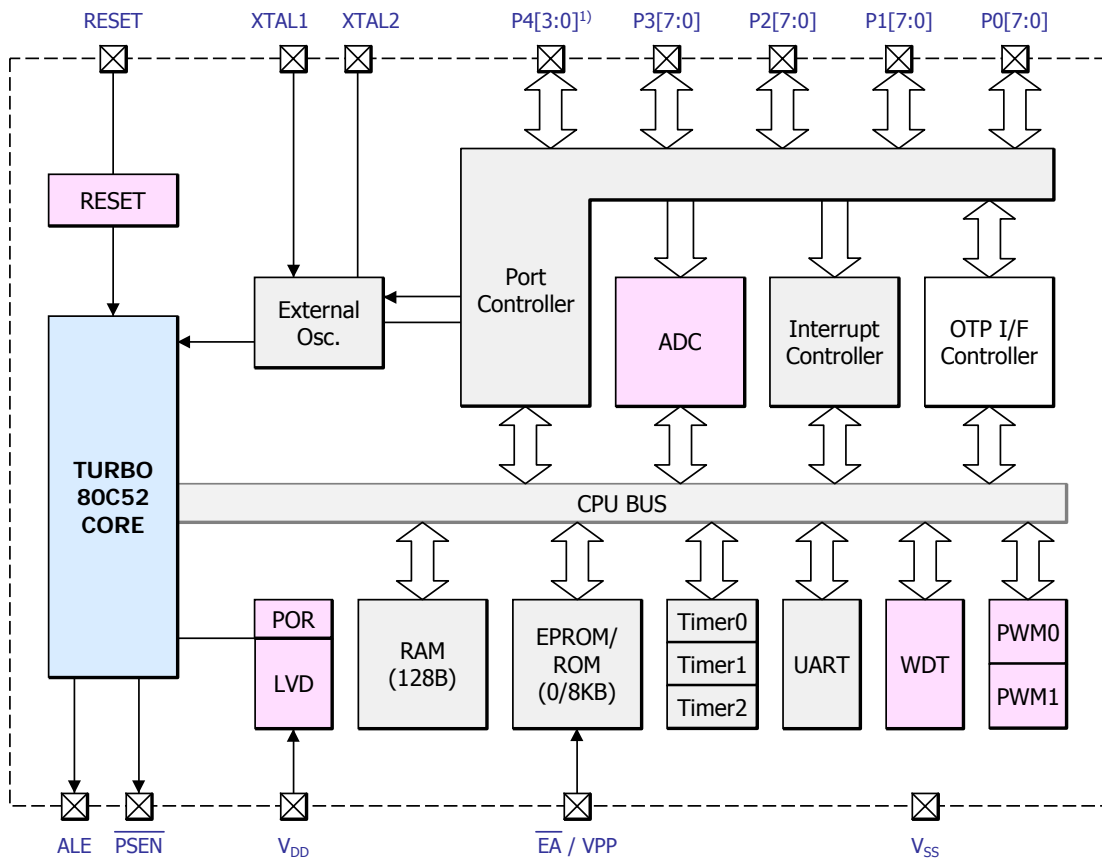 RESET XTAL1 XTAL2 P4[3:0]1) P3[7:0] P2[7:0] P1[7:0] P0[7:0]
RESET
External
Osc.
Port
Controller
ADC
Interrupt
Controller
OTP I/F
Controller
TURBO
80C52
CORE
CPU BUS
POR
LVD
RAM
(128B)
EPROM/
ROM
(0/8KB)
Timer0
Timer1
Timer2
UART
WDT
PWM0
PWM1
ALE PSEN VDD EA / VPP VSS